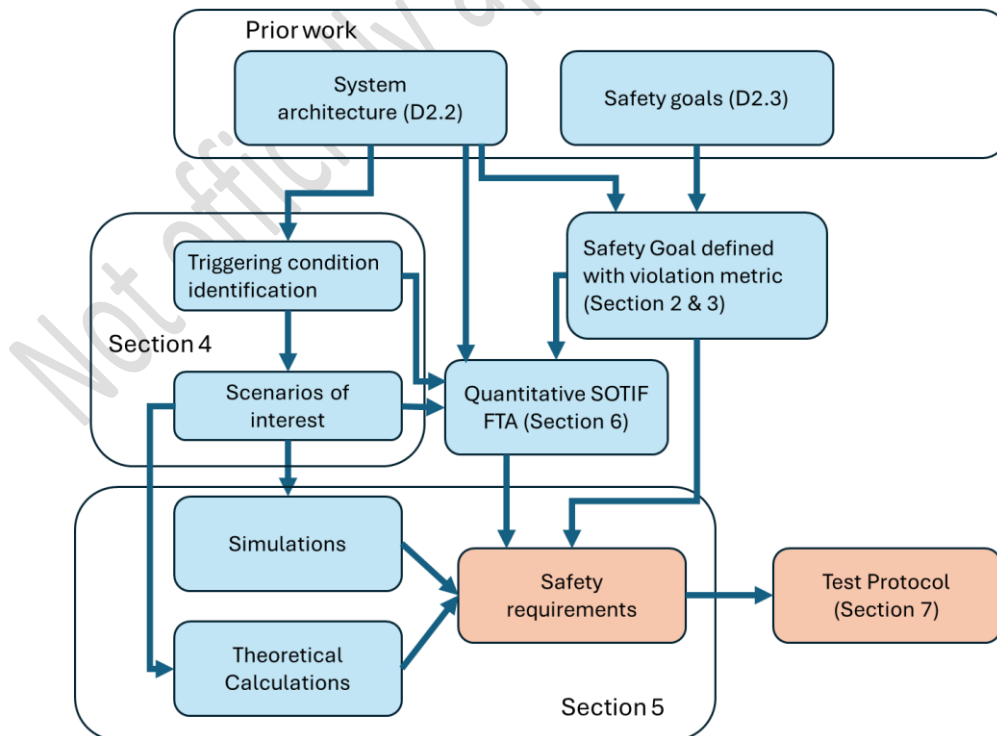 Prior work
System
architecture (D2.2)
Safety goals (D2.3)
Triggering condition
identification
Safety Goal defined
with violation metric
(Section 2 & 3)
Section 4
Scenarios of
interest
Quantitative SOTIF
FTA (Section 6)
Simulations
Safety
requirements
Test Protocol
(Section 7)
Theoretical
Calculations
Section 5
Not officially